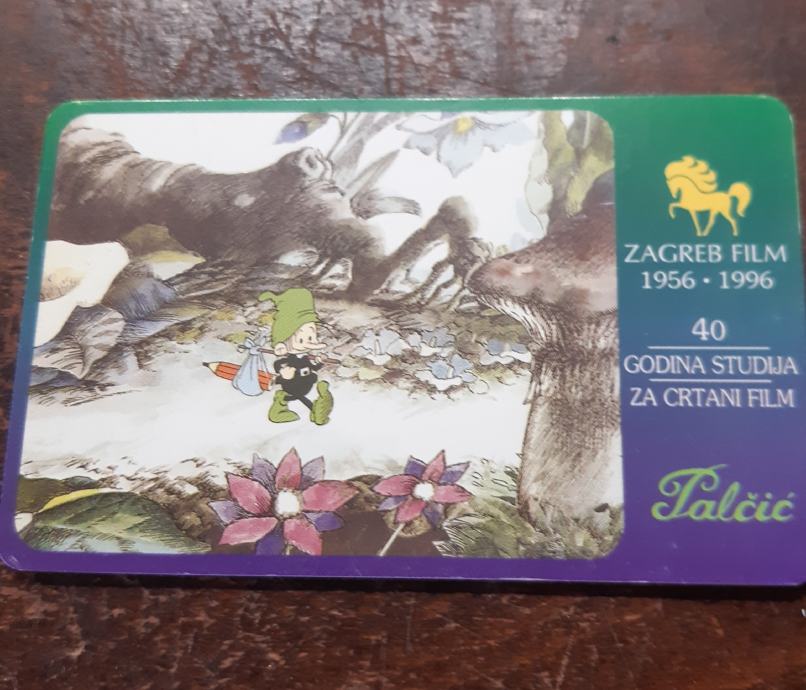 ZAGREB FILM
1956 • 1996
40
GODINA STUDIJA
ZA CRTANI FILM
Palčić